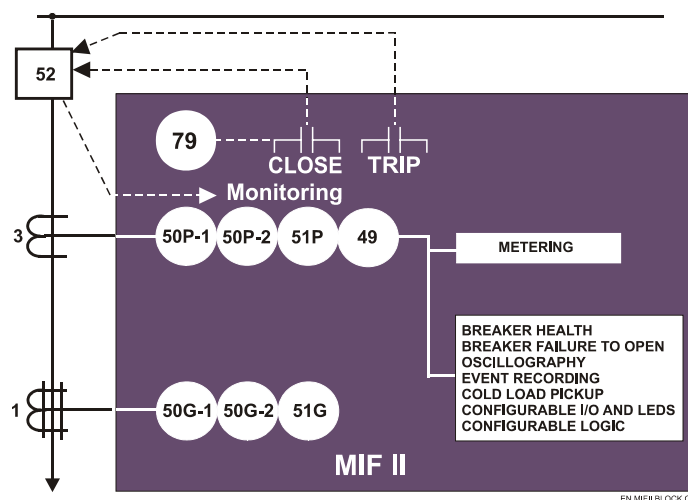 52
79
CLOSE
TRIP
Monitoring
3
50P-1
50P-2
51P
49
METERING
BREAKER HEALTH
BREAKER FAILURE TO OPEN
OSCILLOGRAPHY
EVENT RECORDING
COLD LOAD PICKUP
CONFIGURABLE I/O AND LEDS
CONFIGURABLE LOGIC
1
50G-1
50G-2
51G
MIF II